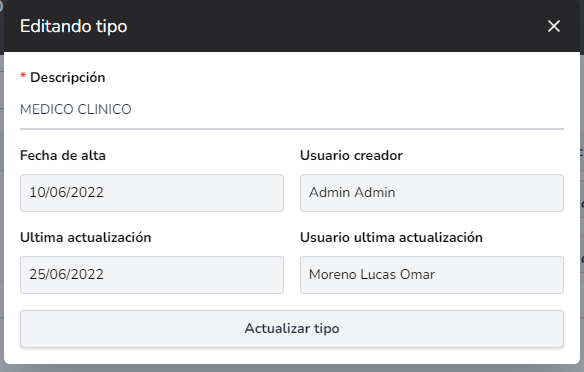 Editando tipo
* Descripción
MEDICO CLINICO
Fecha de alta
Usuario creador
10/06/2022
Admin Admin
Ultima actualización
Usuario ultima actualización
25/06/2022
Moreno Lucas Omar
Actualizar tipo